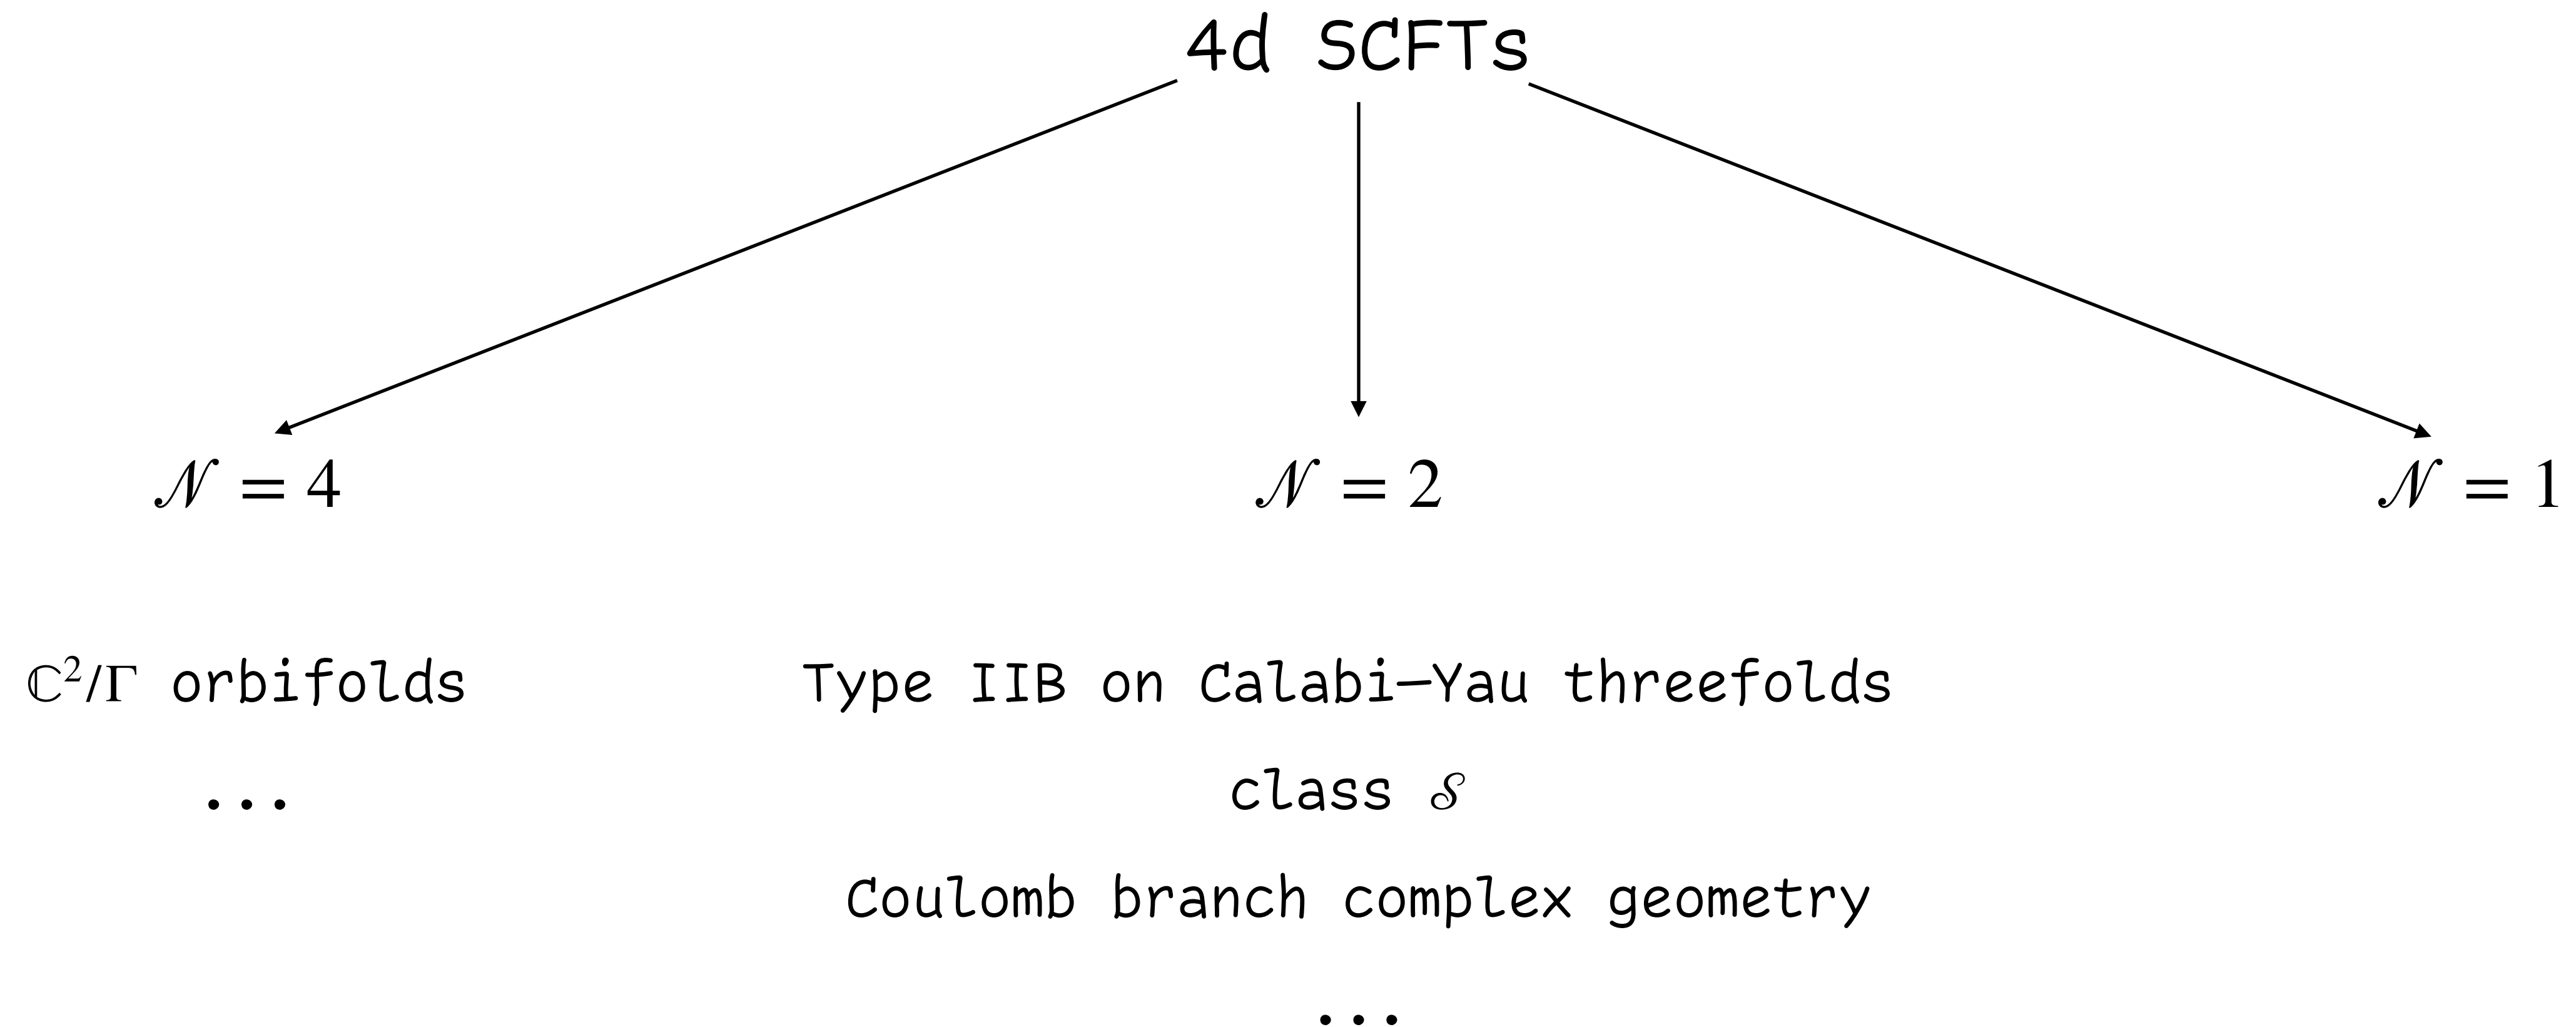 4d SCFTs
𝒩 = 4
𝒩 = 2
𝒩 = 1
ℂ²/Γ orbifolds
...
Type IIB on Calabi–Yau threefolds
class 𝒮
Coulomb branch complex geometry
...